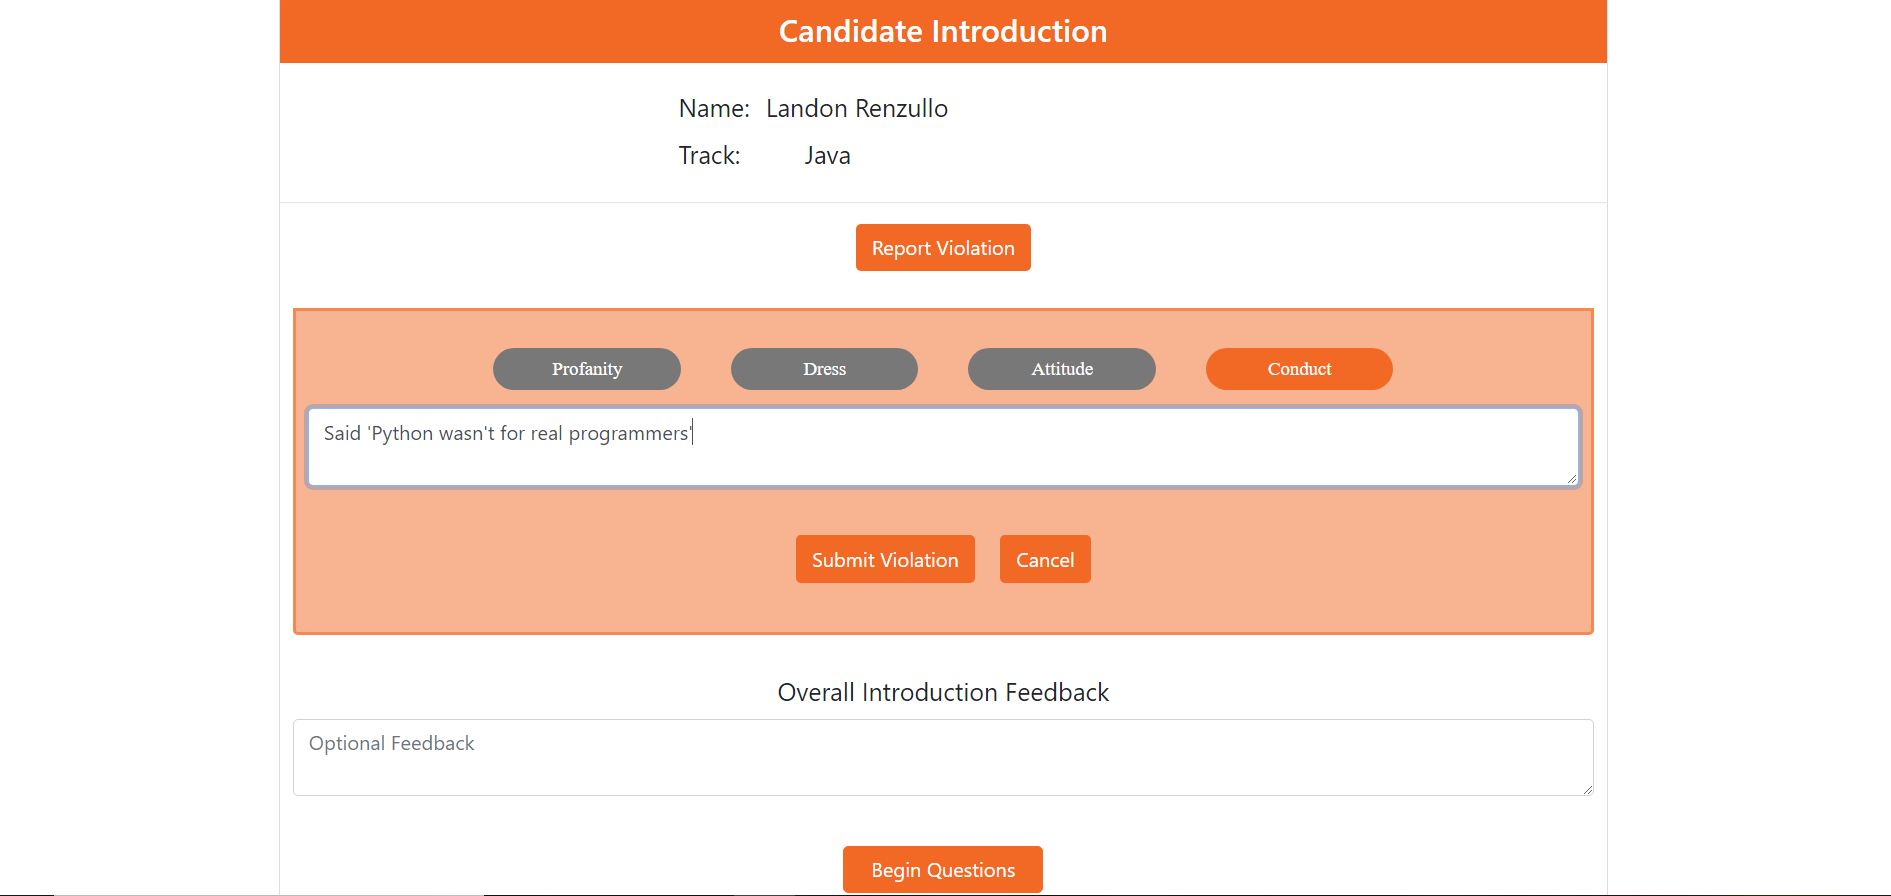 Candidate Introduction
Name: Landon Renzullo
Track: Java
Report Violation
Profanity Dress Attitude Conduct
Said 'Python wasn't for real programmers'
Submit Violation Cancel
Overall Introduction Feedback
Optional Feedback
Begin Questions